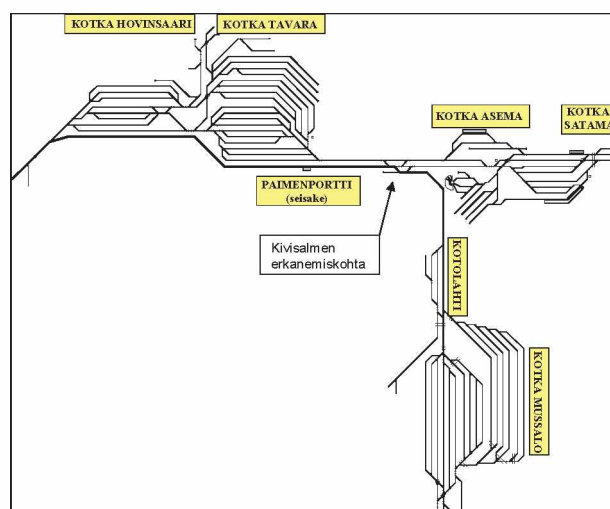 KOTKA HOVINSAARI
KOTKA TAVARA
KOTKA ASEMA
KOTKA
SATAMA
PAIMENPORTTI
(seisake)
Kivisalmen
erkanemiskohta
KOTOLAHTI
KOTKA MUSSALO